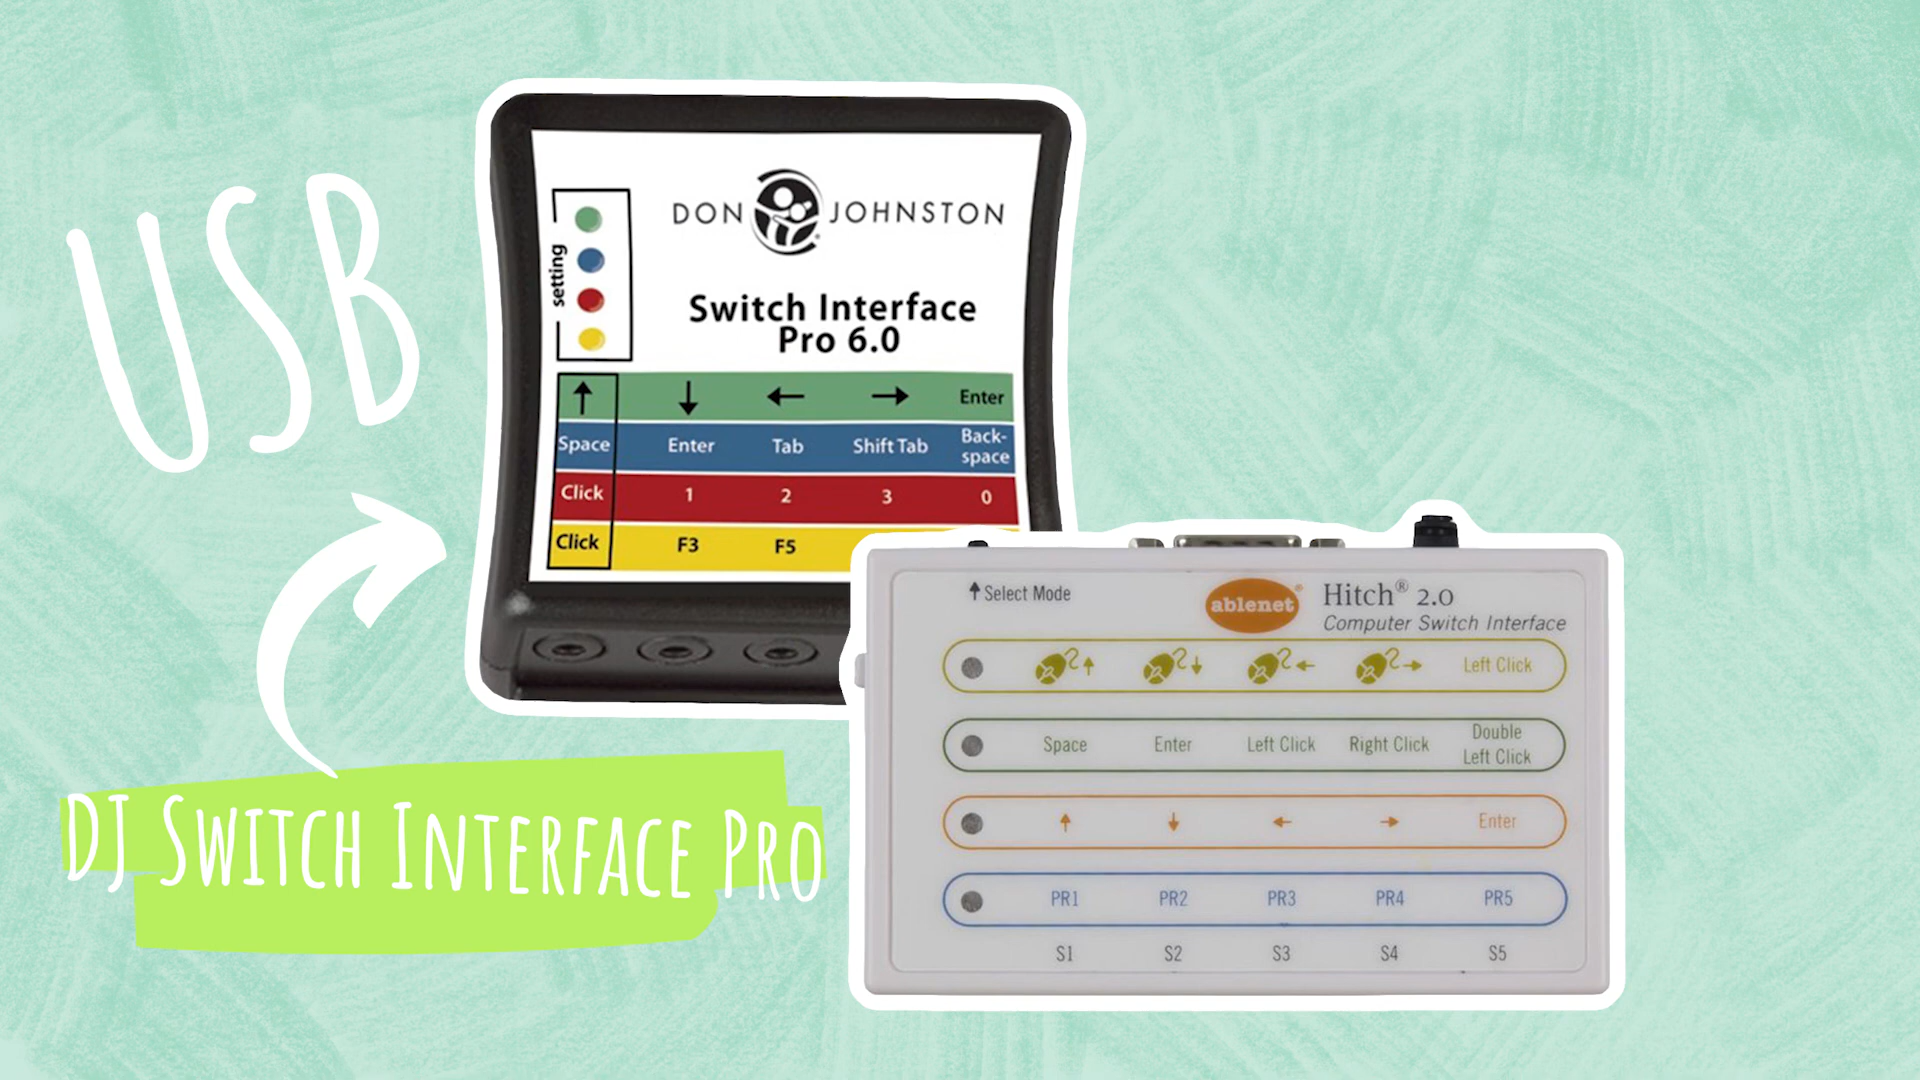 USB
DON JOHNSTON
setting
Switch Interface
Pro 6.0
↑ ↓ ← → Enter
Space Enter Tab Shift Tab Back-
space
Click 1 2 3 0
Click F3 F5
DJ Switch Interface Pro
↑ Select Mode
ablenet® Hitch® 2.0
Computer Switch Interface
↑ ↓ ← → Left Click
Space Enter Left Click Right Click Double
Left Click
↑ ↓ ← → Enter
PR1 PR2 PR3 PR4 PR5
S1 S2 S3 S4 S5